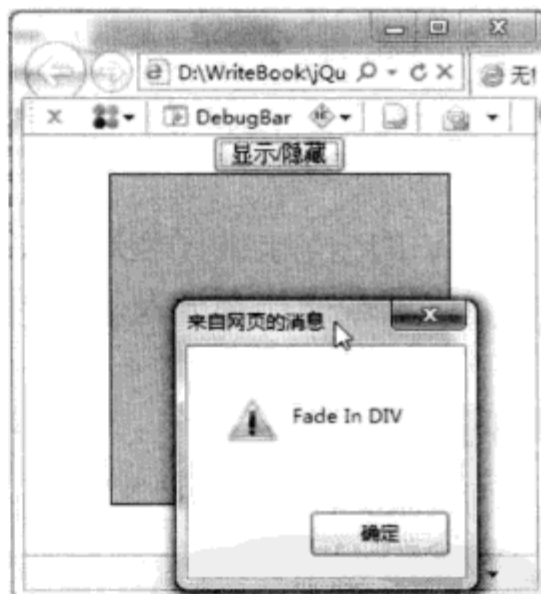 D:\WriteBook\jQu
无
x DebugBar
显示/隐藏
来自网页的消息
Fade In DIV
确定